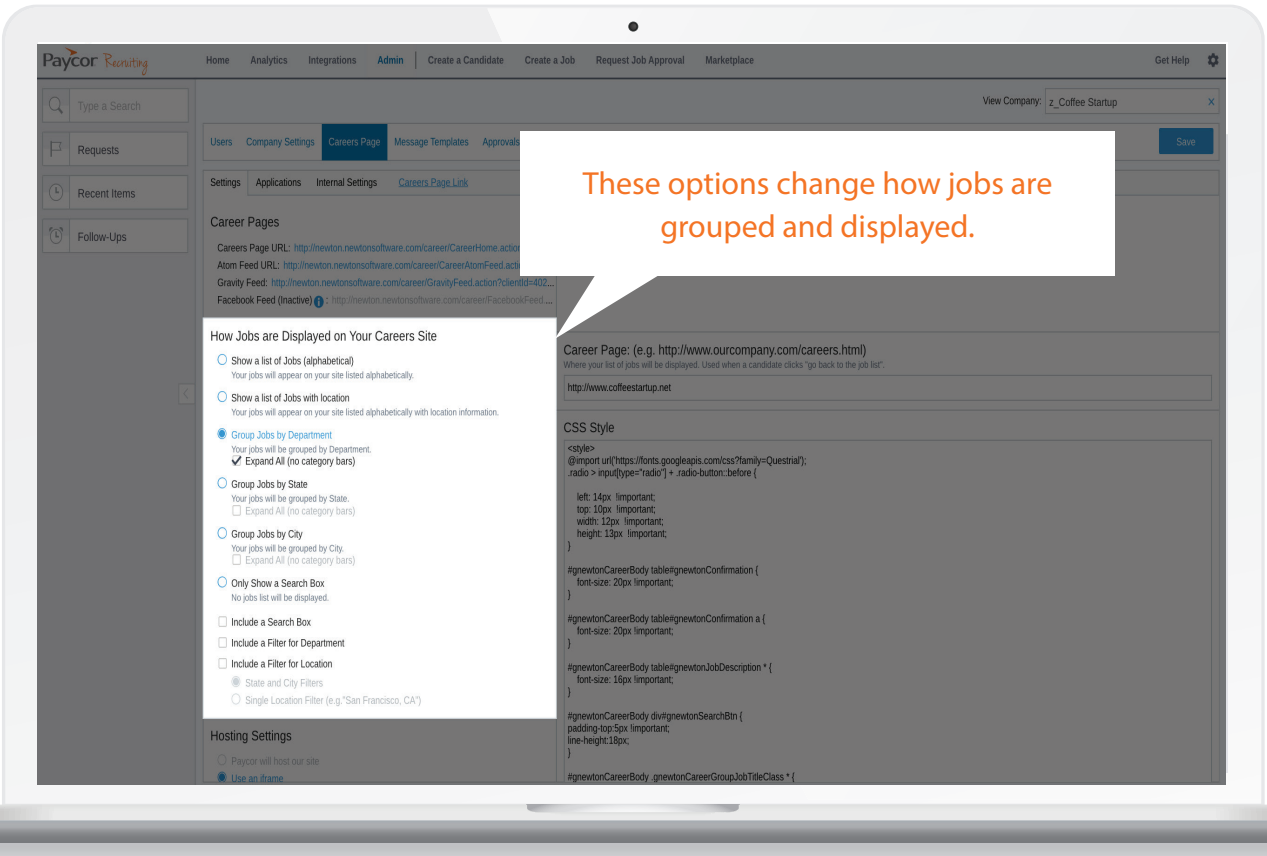 Paycor Recruiting
Home Analytics Integrations Admin Create a Candidate Create a Job Request Job Approval Marketplace Get Help
Type a Search
Requests
Recent Items
Follow-Ups
View Company: z_Coffee Startup X
Users Company Settings Careers Page Message Templates Approvals Save
These options change how jobs are
grouped and displayed.
Settings Applications Internal Settings Careers Page Link
Career Pages
Careers Page URL: http://newton.newtonsoftware.com/career/CareerHome.action
Atom Feed URL: http://newton.newtonsoftware.com/career/CareerAtomFeed.acti
Gravity Feed: http://newton.newtonsoftware.com/career/GravityFeed.action?clientId=402...
Facebook Feed (Inactive) : http://newton.newtonsoftware.com/career/FacebookFeed....
How Jobs are Displayed on Your Careers Site
Show a list of Jobs (alphabetical)
Your jobs will appear on your site listed alphabetically.
Show a list of Jobs with location
Your jobs will appear on your site listed alphabetically with location information.
Group Jobs by Department
Your jobs will be grouped by Department.
Expand All (no category bars)
Group Jobs by State
Your jobs will be grouped by State.
Expand All (no category bars)
Group Jobs by City
Your jobs will be grouped by City.
Expand All (no category bars)
Only Show a Search Box
No jobs list will be displayed.
Include a Search Box
Include a Filter for Department
Include a Filter for Location
State and City Filters
Single Location Filter (e.g."San Francisco, CA")
Hosting Settings
Paycor will host our site
Use an iframe
Career Page: (e.g. http://www.ourcompany.com/careers.html)
Where your list of jobs will be displayed. Used when a candidate clicks "go back to the job list".
http://www.coffeestartup.net
CSS Style
<style>
@import url('https://fonts.googleapis.com/css?family=Questrial');
.radio > input[type="radio"] + .radio-button::before {
left: 14px !important;
top: 10px !important;
width: 12px !important;
height: 13px !important;
}
#gnewtonCareerBody table#gnewtonConfirmation {
font-size: 20px !important;
}
#gnewtonCareerBody table#gnewtonConfirmation a {
font-size: 20px !important;
}
#gnewtonCareerBody table#gnewtonJobDescription * {
font-size: 16px !important;
}
#gnewtonCareerBody div#gnewtonSearchBtn {
padding-top:5px !important;
line-height:18px;
}
#gnewtonCareerBody .gnewtonCareerGroupJobTitleClass * {